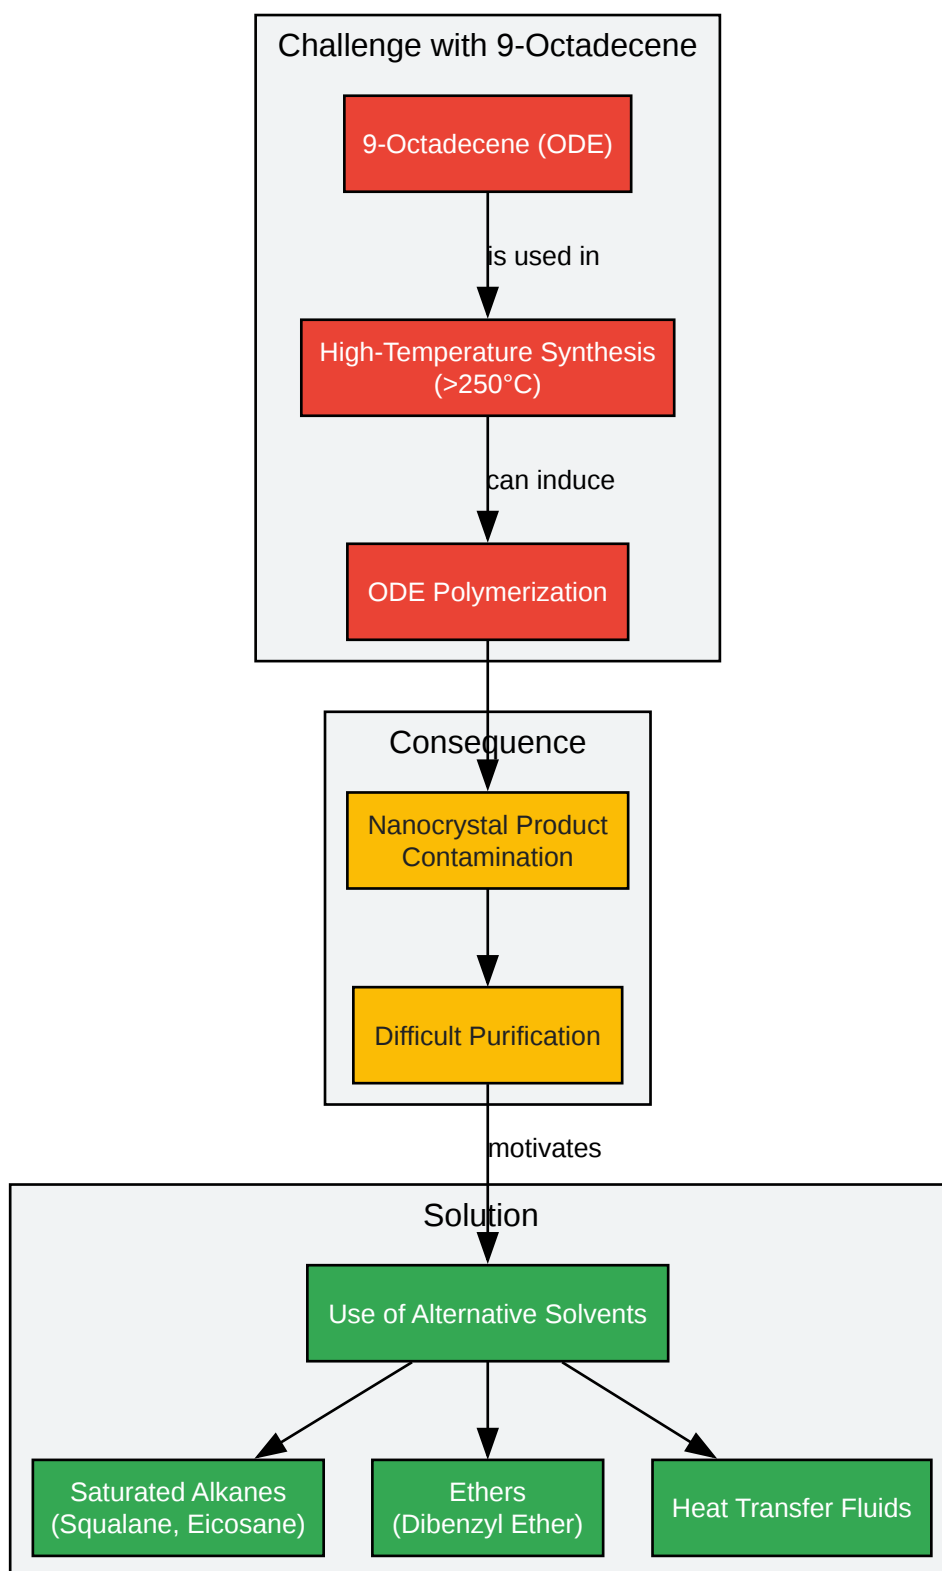 Challenge with 9-Octadecene
9-Octadecene (ODE)
is used in
High-Temperature Synthesis
(>250°C)
can induce
ODE Polymerization
Consequence
Nanocrystal Product
Contamination
Difficult Purification
motivates
Solution
Use of Alternative Solvents
Saturated Alkanes
(Squalane, Eicosane)
Ethers
(Dibenzyl Ether)
Heat Transfer Fluids